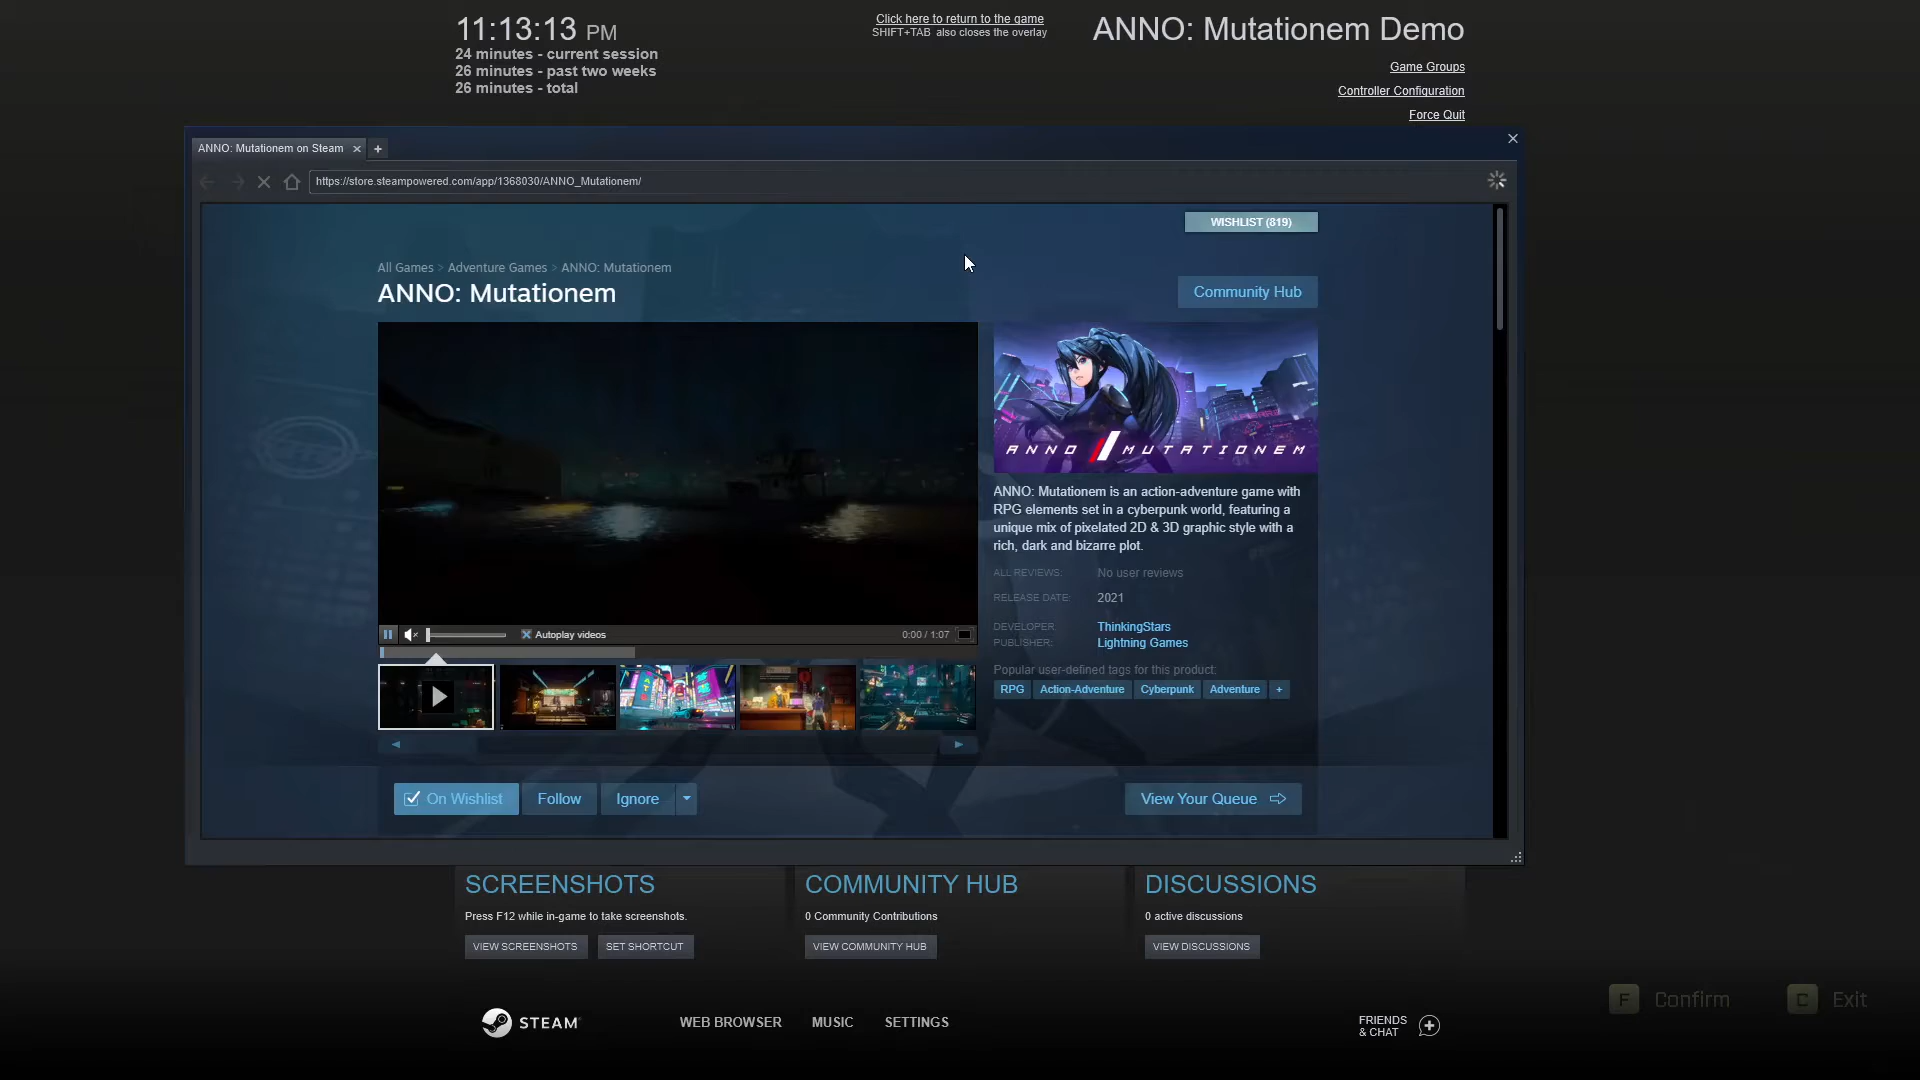 11:13:13 PM
24 minutes - current session
26 minutes - past two weeks
26 minutes - total
Click here to return to the game
SHIFT+TAB also closes the overlay
ANNO: Mutationem Demo
Game Groups
Controller Configuration
Force Quit
ANNO: Mutationem on Steam
https://store.steampowered.com/app/1368030/ANNO_Mutationem/
WISHLIST (819)
All Games > Adventure Games > ANNO: Mutationem
ANNO: Mutationem
Community Hub
ANNO MUTATIONEM
ANNO: Mutationem is an action-adventure game with
RPG elements set in a cyberpunk world, featuring a
unique mix of pixelated 2D & 3D graphic style with a
rich, dark and bizarre plot.
ALL REVIEWS: No user reviews
RELEASE DATE: 2021
DEVELOPER: ThinkingStars
PUBLISHER: Lightning Games
Popular user-defined tags for this product:
RPG Action-Adventure Cyberpunk Adventure +
Autoplay videos
0:00 / 1:07
On Wishlist
Follow
Ignore
View Your Queue
SCREENSHOTS
Press F12 while in-game to take screenshots.
VIEW SCREENSHOTS
SET SHORTCUT
COMMUNITY HUB
0 Community Contributions
VIEW COMMUNITY HUB
DISCUSSIONS
0 active discussions
VIEW DISCUSSIONS
F Confirm
C Exit
STEAM
WEB BROWSER
MUSIC
SETTINGS
FRIENDS
& CHAT